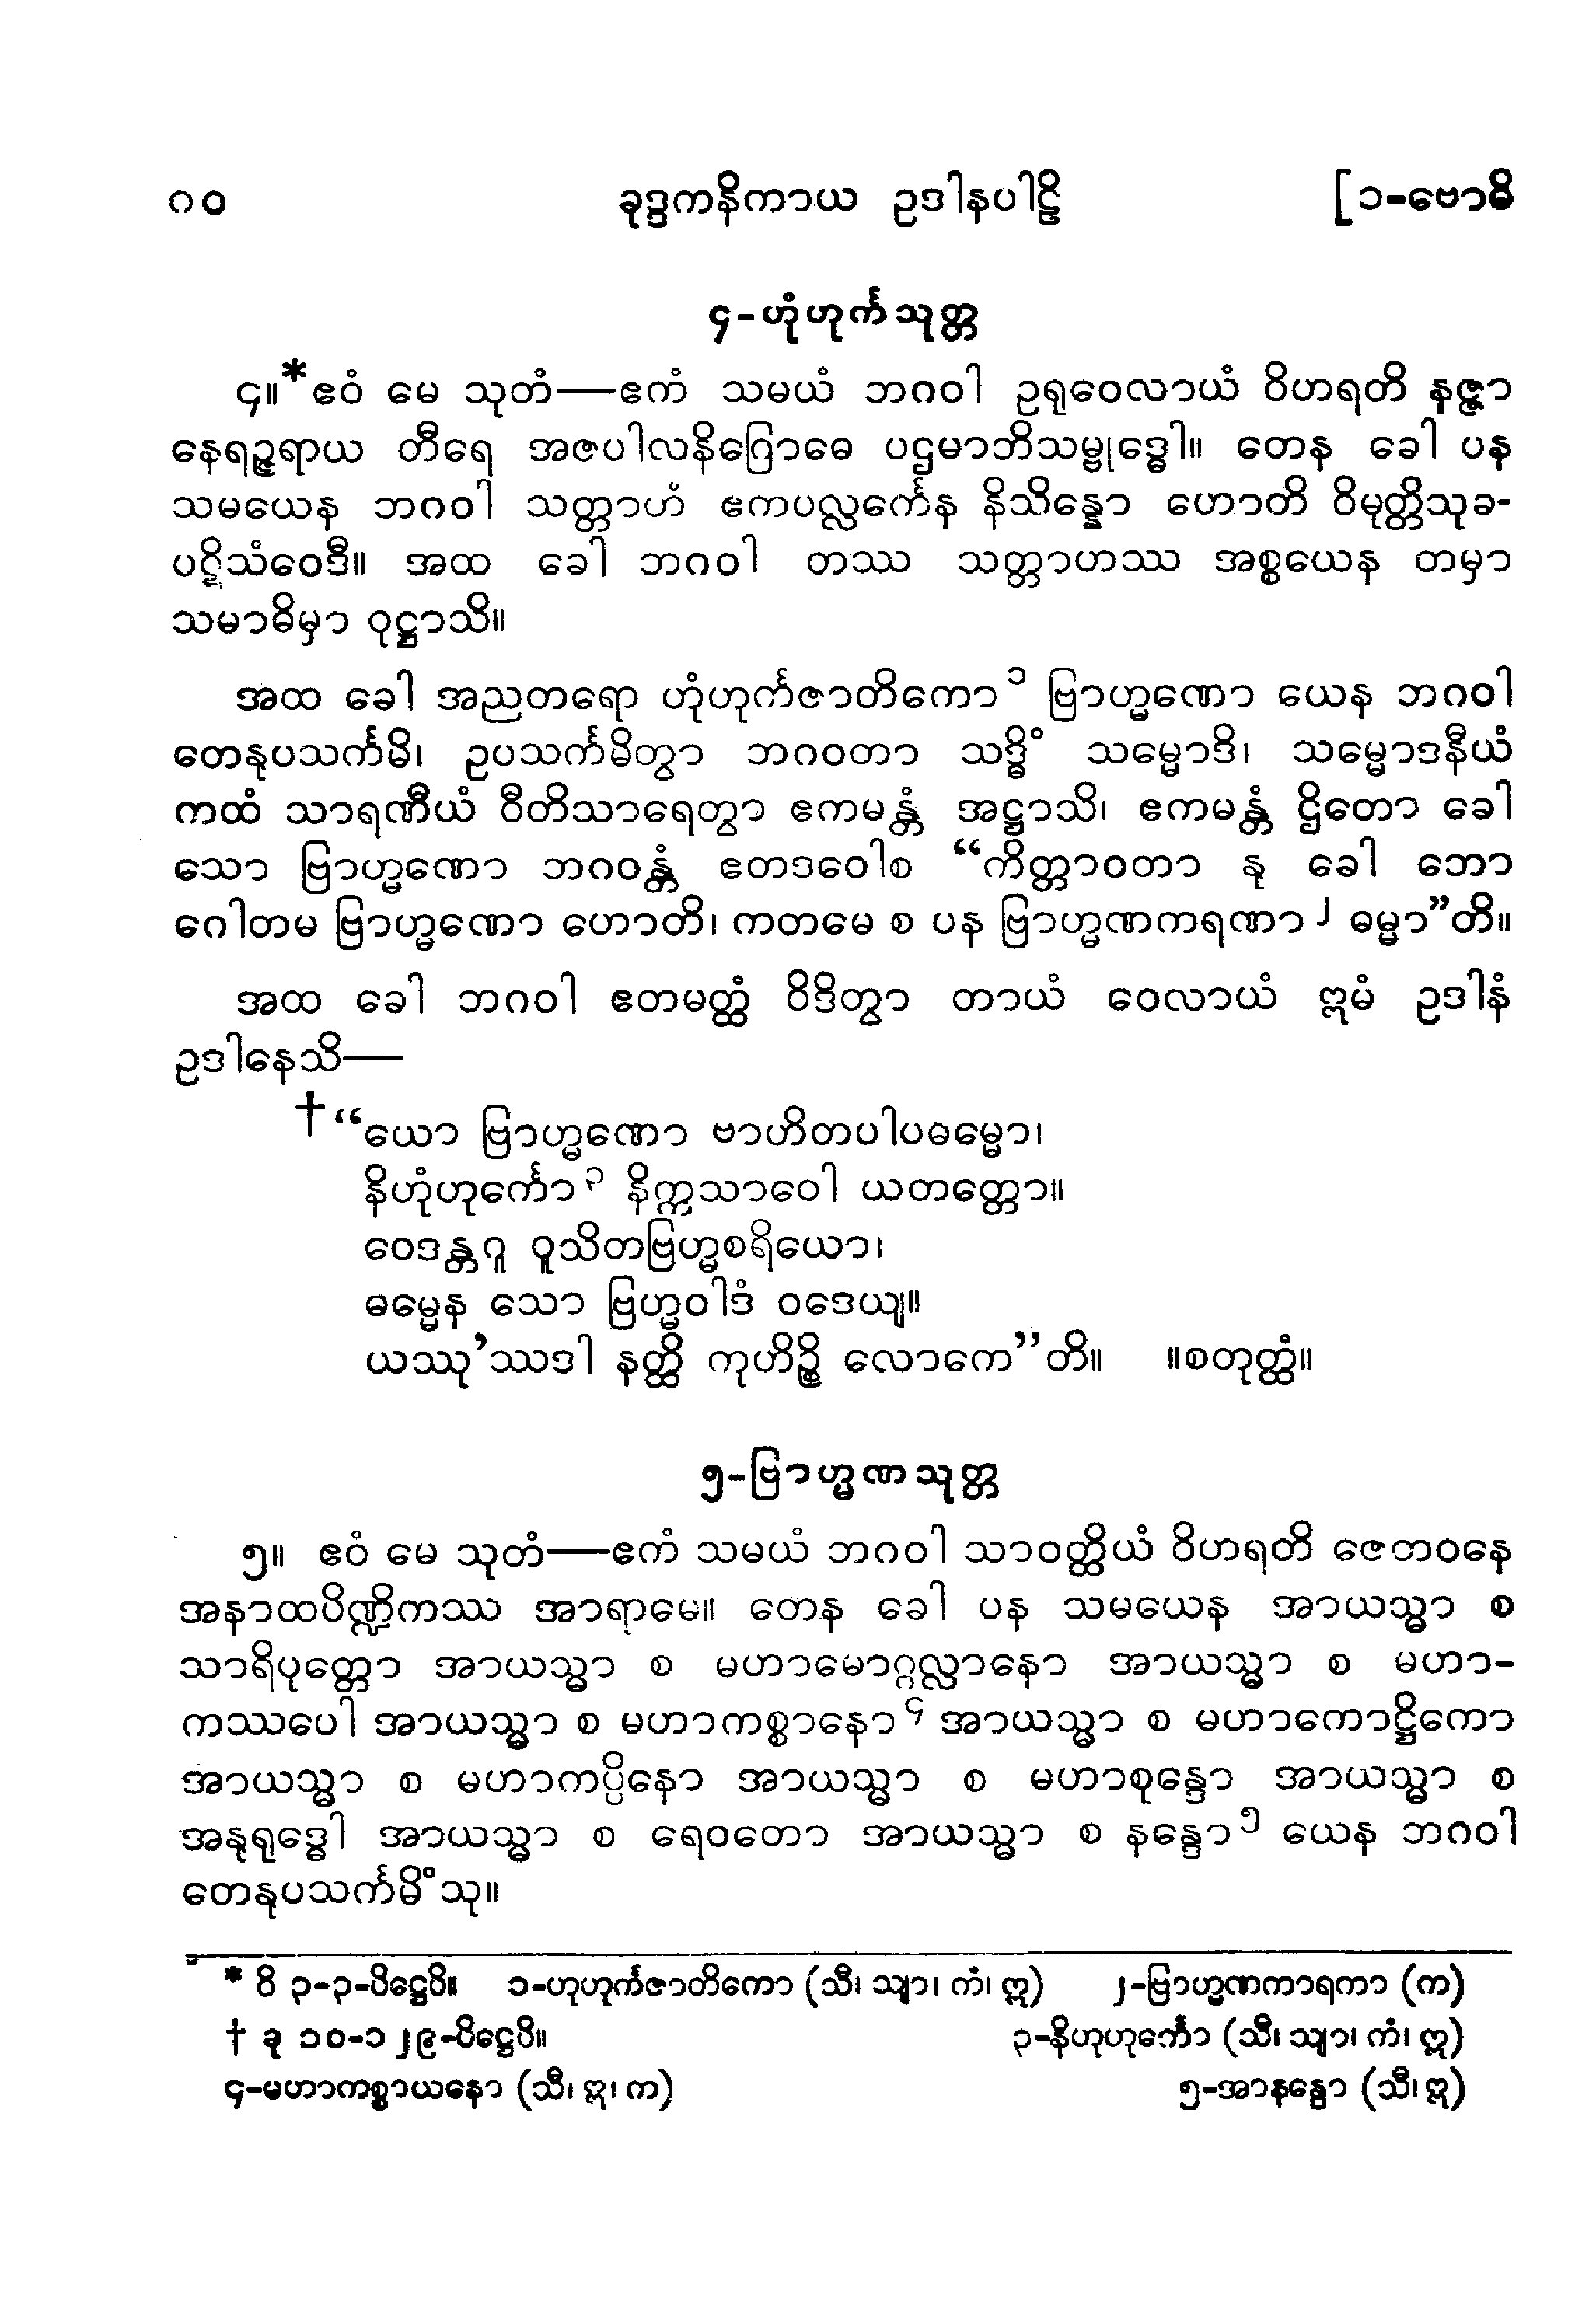 ၈၀ ခုဒ္ဒကနိကာယ ဥဒါနပါဠိ [၁-ဗောဓိ
၄-ဟုံဟုင်္ကသုတ္တ
၄။*ဧဝံ မေ သုတံ—ဧကံ သမယံ ဘဂဝါ ဥရုဝေလာယံ ဝိဟရတိ နဇ္ဇာ
နေရဉ္ဇရာယ တီရေ အဇပါလနိဂြောဓေ ပဌမာဘိသမ္ဗုဒ္ဓေါ။ တေန ခေါ ပန
သမယေန ဘဂဝါ သတ္တာဟံ ဧကပလ္လင်္ကေန နိသိန္နော ဟောတိ ဝိမုတ္တိသုခ-
ပဋိသံဝေဒီ။ အထ ခေါ ဘဂဝါ တဿ သတ္တာဟဿ အစ္စယေန တမှာ
သမာဓိမှာ ဝုဋ္ဌာသိ။
အထ ခေါ အညတရော ဟုံဟုင်္ကဇာတိကော၁ ဗြာဟ္မဏော ယေန ဘဂဝါ
တေနုပသင်္ကမိ၊ ဥပသင်္ကမိတွာ ဘဂဝတာ သဒ္ဓိံ သမ္မောဒိ၊ သမ္မောဒနီယံ
ကထံ သာရဏီယံ ဝီတိသာရေတွာ ဧကမန္တံ အဋ္ဌာသိ၊ ဧကမန္တံ ဌိတော ခေါ
သော ဗြာဟ္မဏော ဘဂဝန္တံ ဧတဒဝေါစ “ကိတ္တာဝတာ နု ခေါ ဘော
ဂေါတမ ဗြာဟ္မဏော ဟောတိ၊ ကတမေ စ ပန ဗြာဟ္မဏကရဏာ၂ ဓမ္မာ”တိ။
အထ ခေါ ဘဂဝါ ဧတမတ္ထံ ဝိဒိတွာ တာယံ ဝေလာယံ ဣမံ ဥဒါနံ
ဥဒါနေသိ—
†“ယော ဗြာဟ္မဏော ဗာဟိတပါပဓမ္မော၊
နိဟုံဟုင်္ကော၃ နိက္ကသာဝေါ ယတတ္တော။
ဝေဒန္တဂူ ဝူသိတဗြဟ္မစရိယော၊
ဓမ္မေန သော ဗြဟ္မဝါဒံ ဝဒေယျ။
ယဿု’ဿဒါ နတ္ထိ ကုဟိဉ္စိ လောကေ”တိ။ ။စတုတ္ထံ။
၅-ဗြာဟ္မဏသုတ္တ
၅။ ဧဝံ မေ သုတံ—ဧကံ သမယံ ဘဂဝါ သာဝတ္ထိယံ ဝိဟရတိ ဇေတဝနေ
အနာထပိဏ္ဍိကဿ အာရာမေ။ တေန ခေါ ပန သမယေန အာယသ္မာ စ
သာရိပုတ္တော အာယသ္မာ စ မဟာမောဂ္ဂလ္လာနော အာယသ္မာ စ မဟာ-
ကဿပေါ အာယသ္မာ စ မဟာကစ္စာနော၄ အာယသ္မာ စ မဟာကောဋ္ဌိကော
အာယသ္မာ စ မဟာကပ္ပိနော အာယသ္မာ စ မဟာစုန္ဒော အာယသ္မာ စ
အနုရုဒ္ဓေါ အာယသ္မာ စ ရေဝတော အာယသ္မာ စ နန္ဒော၅ ယေန ဘဂဝါ
တေနုပသင်္ကမိံသု။
* ဝိ ၃-၃-ပိဋ္ဌေပိ။ ၁-ဟုဟုင်္ကဇာတိကော (သီ၊ သျာ၊ ကံ၊ ဣ) ၂-ဗြာဟ္မဏကာရကာ (က)
† ခု ၁၀-၁၂၉-ပိဋ္ဌေပိ။ ၃-နိဟုဟုင်္ကော (သီ၊ သျာ၊ ကံ၊ ဣ)
၄-မဟာကစ္စာယနော (သီ၊ ဣ၊ က) ၅-အာနန္ဒော (သီ၊ ဣ)